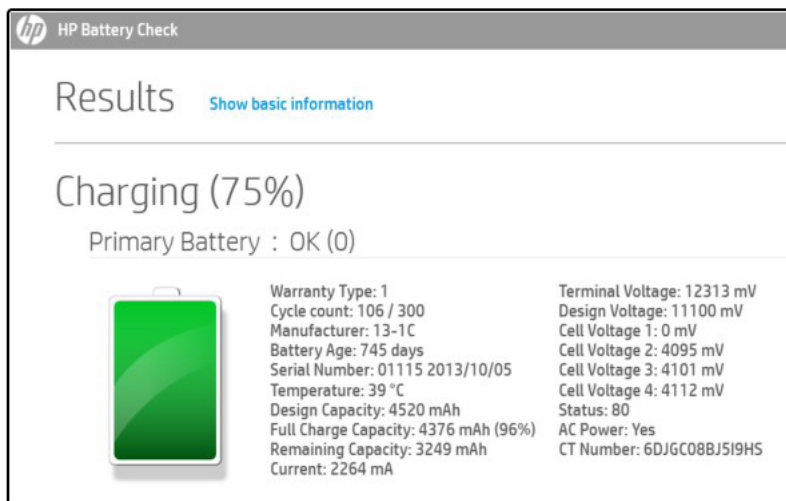 hp HP Battery Check
Results Show basic information
Charging (75%)
Primary Battery : OK (0)
Warranty Type: 1
Cycle count: 106 / 300
Manufacturer: 13-1C
Battery Age: 745 days
Serial Number: 01115 2013/10/05
Temperature: 39 °C
Design Capacity: 4520 mAh
Full Charge Capacity: 4376 mAh (96%)
Remaining Capacity: 3249 mAh
Current: 2264 mA
Terminal Voltage: 12313 mV
Design Voltage: 11100 mV
Cell Voltage 1: 0 mV
Cell Voltage 2: 4095 mV
Cell Voltage 3: 4101 mV
Cell Voltage 4: 4112 mV
Status: 80
AC Power: Yes
CT Number: 6DJGC08BJ5I9HS